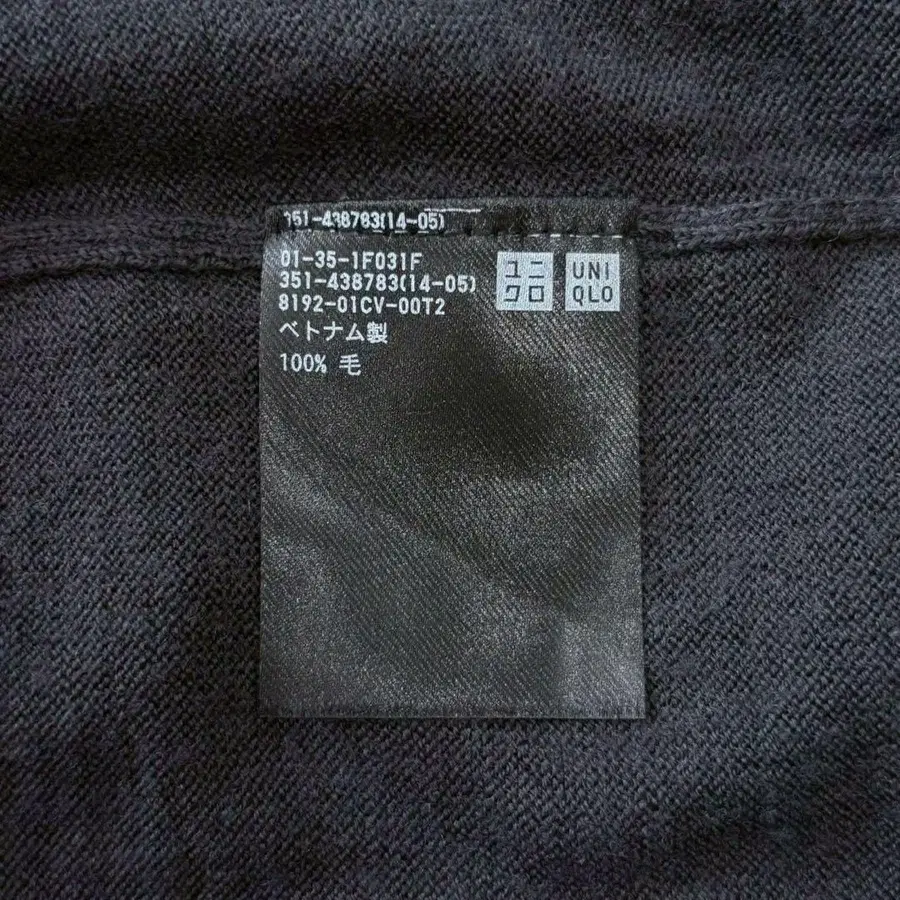 351-438783(14-05)
01-35-1F031F
351-438783(14-05)
8192-01CV-00T2
ベトナム製
100% 毛
ユニ
クロ
UNI
QLO